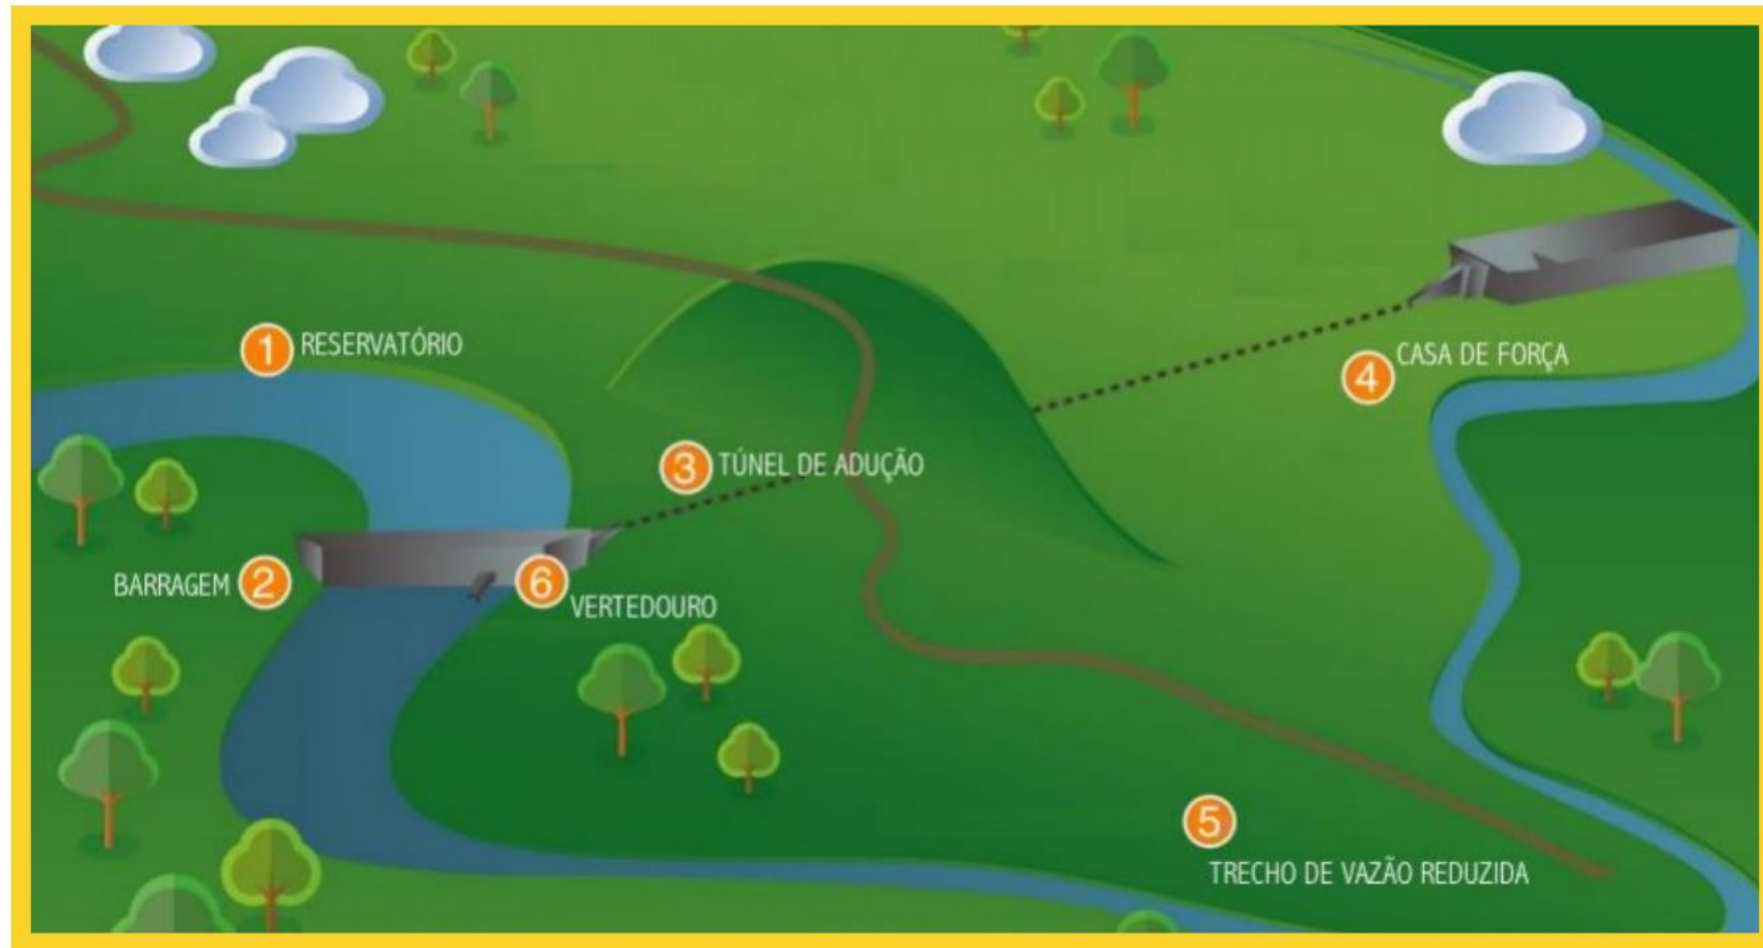 1 RESERVATÓRIO
4 CASA DE FORÇA
3 TÚNEL DE ADUÇÃO
BARRAGEM 2
6 VERTEDOURO
5
TRECHO DE VAZÃO REDUZIDA